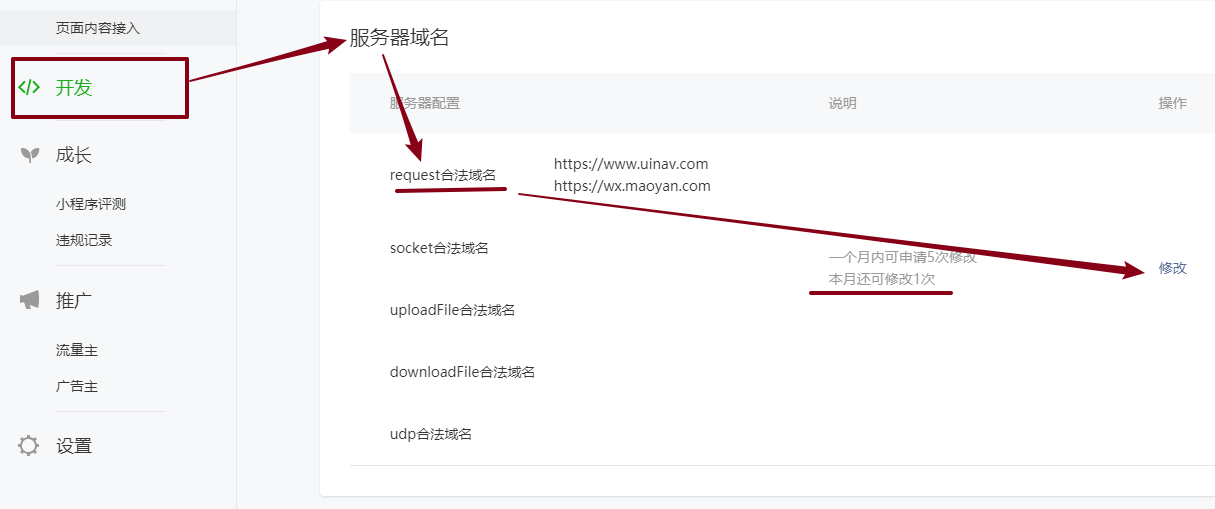 页面内容接入
开发
成长
小程序评测
违规记录
推广
流量主
广告主
设置
服务器域名
服务器配置 说明 操作
request合法域名 https://www.uinav.com
https://wx.maoyan.com
socket合法域名
一个月内可申请5次修改
本月还可修改1次
修改
uploadFile合法域名
downloadFile合法域名
udp合法域名